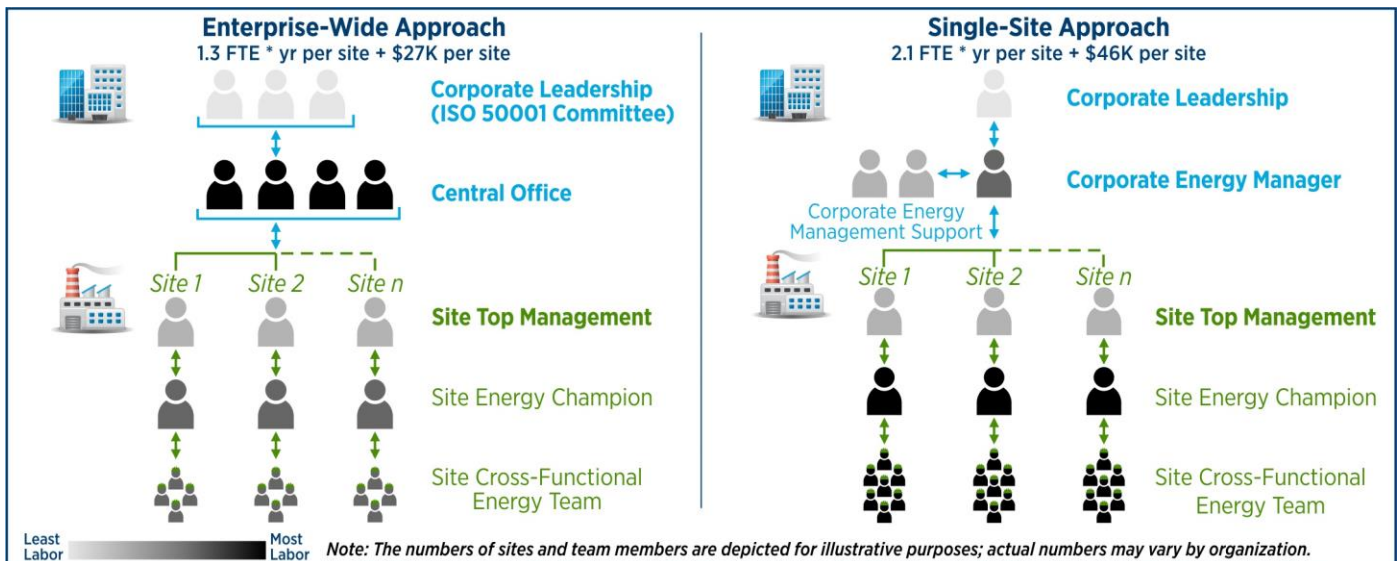 Enterprise-Wide Approach
1.3 FTE * yr per site + $27K per site
Corporate Leadership
(ISO 50001 Committee)
Central Office
Site 1
Site 2
Site n
Site Top Management
Site Energy Champion
Site Cross-Functional
Energy Team
Single-Site Approach
2.1 FTE * yr per site + $46K per site
Corporate Leadership
Corporate Energy Manager
Corporate Energy
Management Support
Site 1
Site 2
Site n
Site Top Management
Site Energy Champion
Site Cross-Functional
Energy Team
Least
Labor
Most
Labor
Note: The numbers of sites and team members are depicted for illustrative purposes; actual numbers may vary by organization.